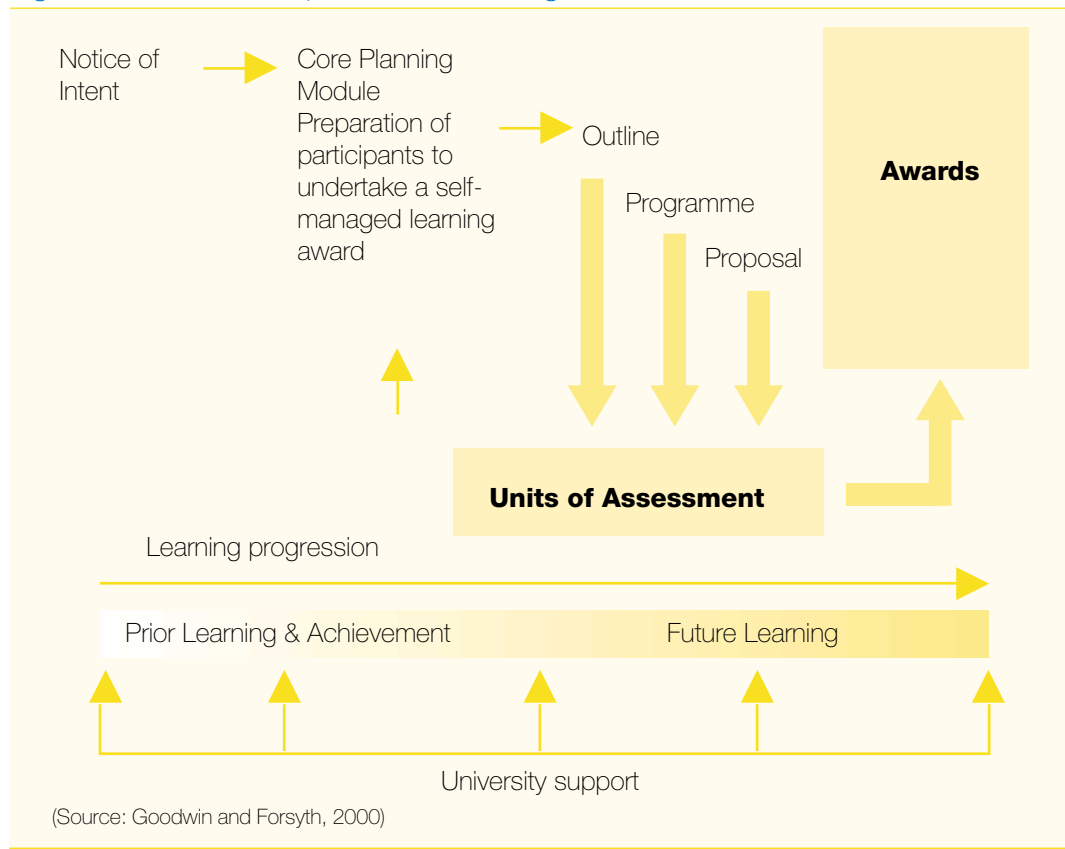 Notice of
Intent
Core Planning
Module
Preparation of
participants to
undertake a self-
managed learning
award
Outline
Programme
Proposal
Awards
Units of Assessment
Learning progression
Prior Learning & Achievement
Future Learning
University support
(Source: Goodwin and Forsyth, 2000)